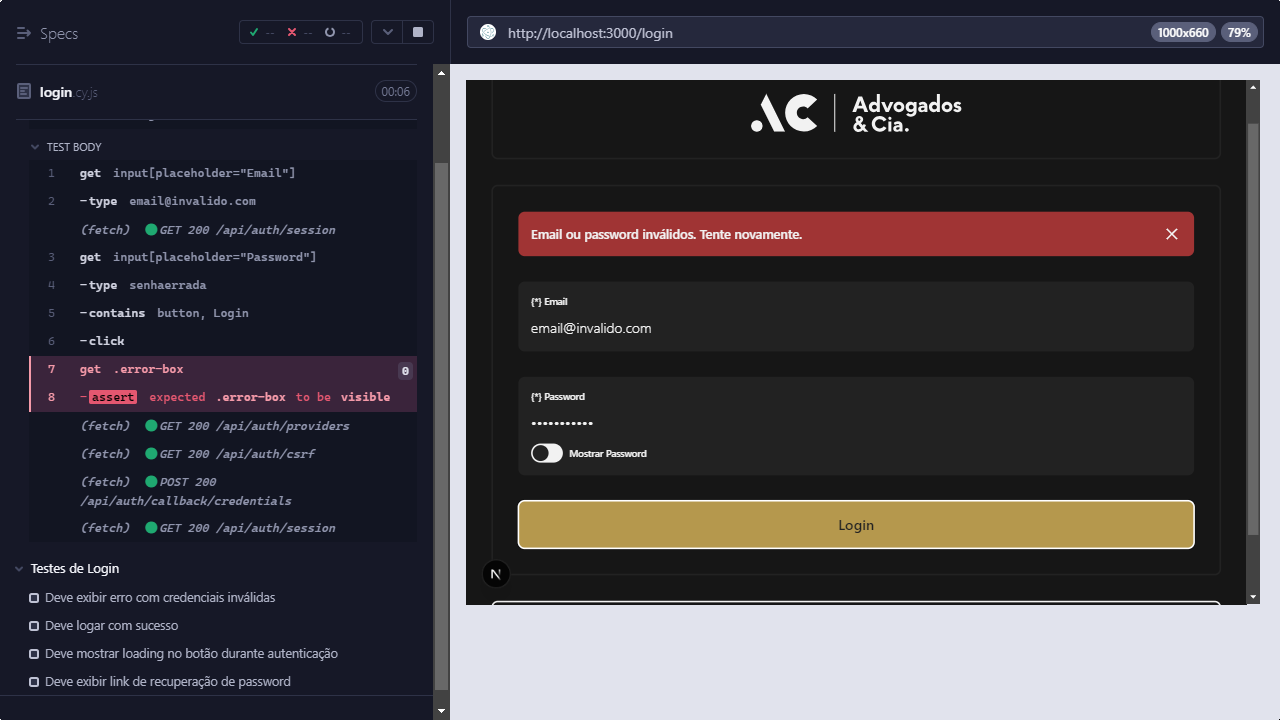 Specs
-- -- --
login cy.js
00:06
TEST BODY
1 get input[placeholder="Email"]
2 -type email@invalido.com
(fetch) GET 200 /api/auth/session
3 get input[placeholder="Password"]
4 -type senhaerrada
5 -contains button, Login
6 -click
7 get .error-box 0
8 -assert expected .error-box to be visible
(fetch) GET 200 /api/auth/providers
(fetch) GET 200 /api/auth/csrf
(fetch) POST 200
/api/auth/callback/credentials
(fetch) GET 200 /api/auth/session
Testes de Login
Deve exibir erro com credenciais inválidas
Deve logar com sucesso
Deve mostrar loading no botão durante autenticação
Deve exibir link de recuperação de password
http://localhost:3000/login
1000x660
79%
.AC
Advogados
& Cia.
Email ou password inválidos. Tente novamente.
{*} Email
email@invalido.com
{*} Password
•••••••••••
Mostrar Password
Login
N